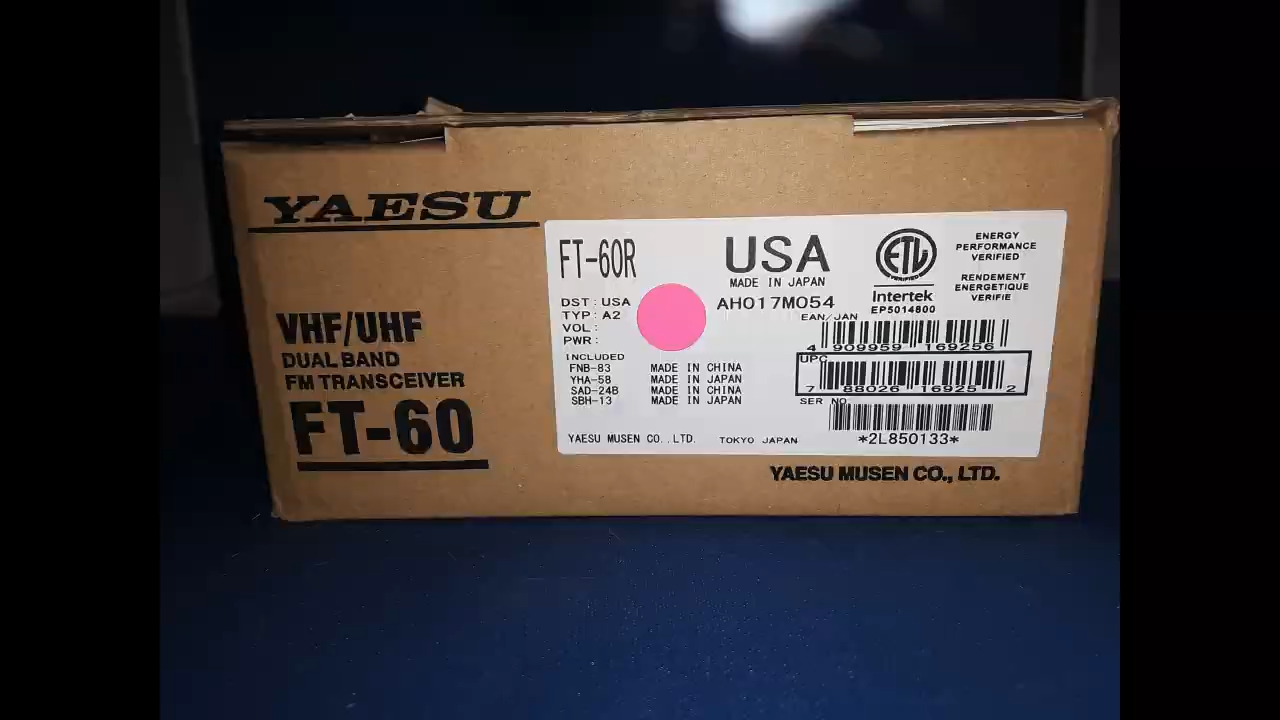 YAESU
VHF/UHF
DUAL BAND
FM TRANSCEIVER
FT-60
FT-60R
USA
MADE IN JAPAN
AH017M054
ETL
VERIFIED
Intertek
EP5014800
ENERGY
PERFORMANCE
VERIFIED
RENDEMENT
ENERGETIQUE
VERIFIE
DST : USA
TYP : A2
VOL :
PWR :
INCLUDED
FNB-83 MADE IN CHINA
YHA-58 MADE IN JAPAN
SAD-24B MADE IN CHINA
SBH-13 MADE IN JAPAN
EAN/JAN
4 909959 169256
UPC
7 88026 16925 2
SER NO.
*2L850133*
YAESU MUSEN CO.,LTD. TOKYO JAPAN
YAESU MUSEN CO., LTD.